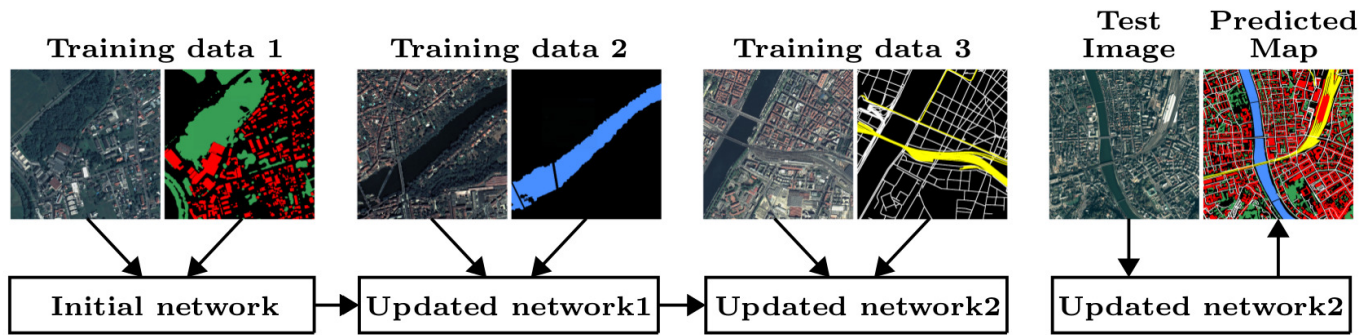 Training data 1
Training data 2
Training data 3
Test
Image
Predicted
Map
Initial network
Updated network1
Updated network2
Updated network2